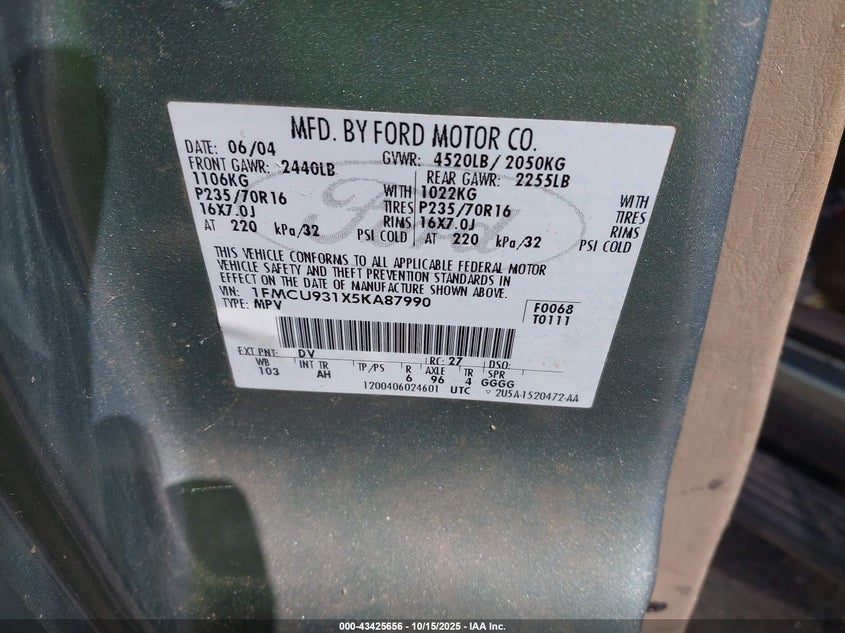 MFD. BY FORD MOTOR CO.
DATE: 06/04 GVWR: 4520LB/ 2050KG
FRONT GAWR: 2440LB REAR GAWR: 2255LB
1106KG WITH 1022KG WITH
P235/70R16 TIRES P235/70R16 TIRES
16X7.0J RIMS 16X7.0J RIMS
AT 220 kPa/32 PSI COLD AT 220 kPa/32 PSI COLD
Ford
THIS VEHICLE CONFORMS TO ALL APPLICABLE FEDERAL MOTOR
VEHICLE SAFETY AND THEFT PREVENTION STANDARDS IN
EFFECT ON THE DATE OF MANUFACTURE SHOWN ABOVE.
VIN: 1FMCU931X5KA87990 F0068
TYPE: MPV T0111
EXT PNT: DV RC: 27 DSO:
WB INT TR TP/PS R AXLE TR SPR
103 AH 6 96 4 GGGG
1200406024601 UTC 2U5A-1520472-AA
000-43425656 - 10/15/2025 - IAA Inc.